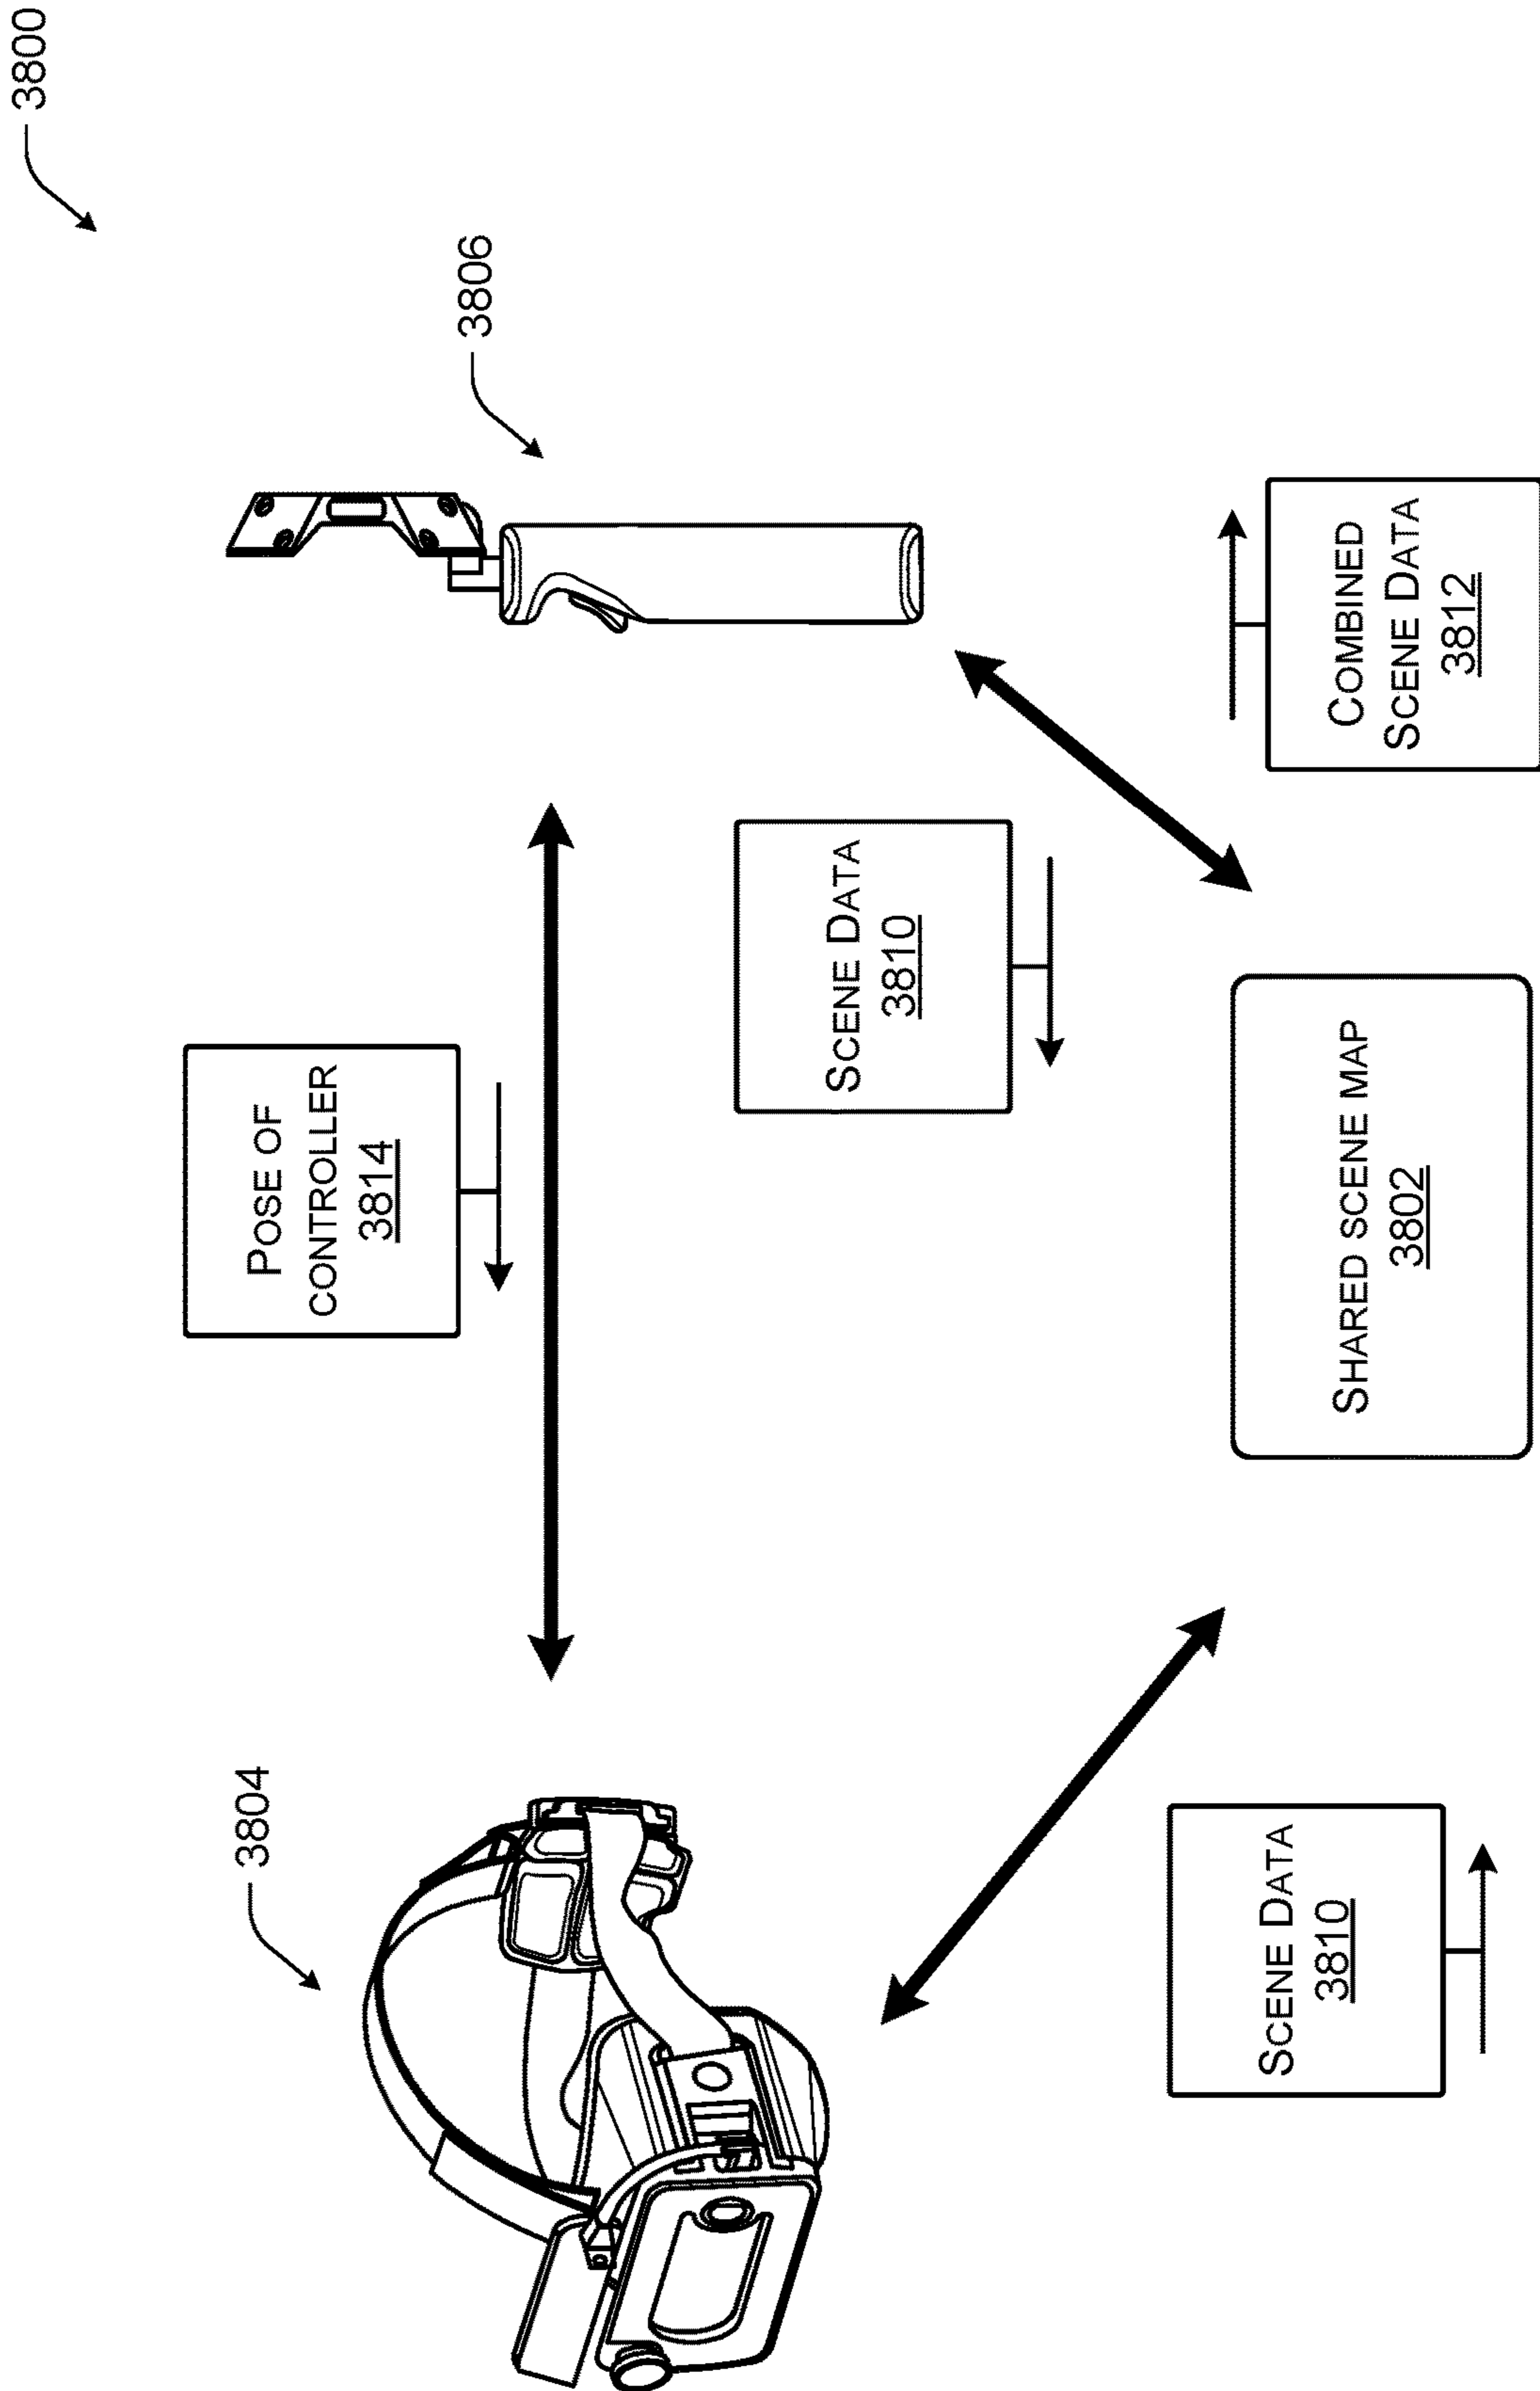 3800
3804
3806
POSE OF
CONTROLLER
3814
SCENE DATA
3810
SCENE DATA
3810
SHARED SCENE MAP
3802
COMBINED
SCENE DATA
3812